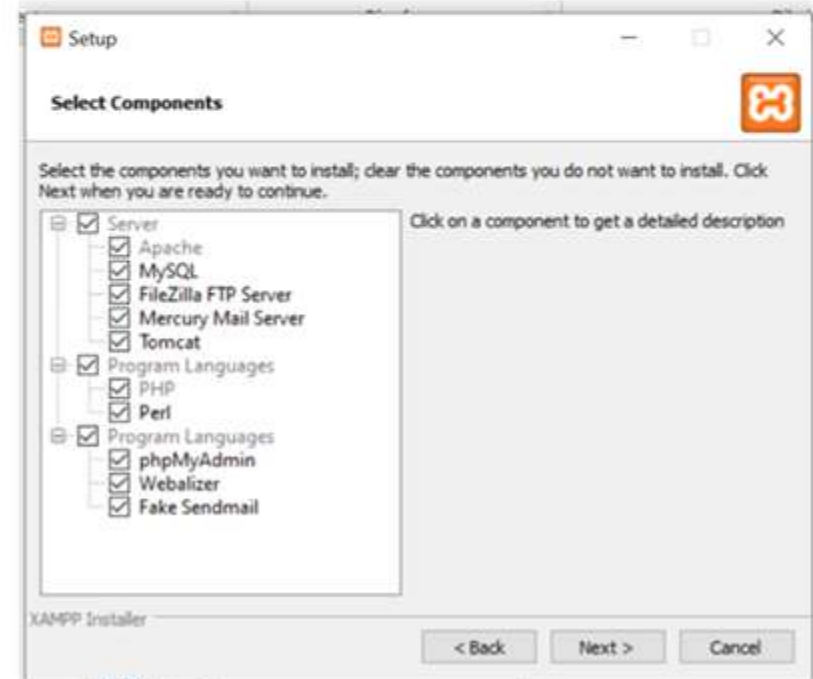 Setup
Select Components
Select the components you want to install; clear the components you do not want to install. Click
Next when you are ready to continue.
Server
Apache
MySQL
FileZilla FTP Server
Mercury Mail Server
Tomcat
Program Languages
PHP
Perl
Program Languages
phpMyAdmin
Webalizer
Fake Sendmail
Click on a component to get a detailed description
XAMPP Installer
< Back
Next >
Cancel